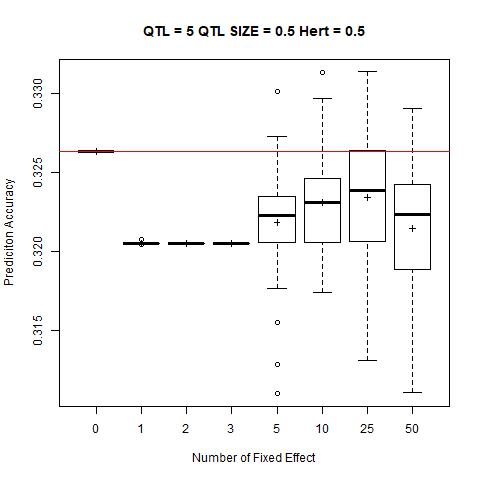 QTL = 5 QTL SIZE = 0.5 Hert = 0.5
Prediciton Accuracy
0.330
0.325
0.320
0.315
0 1 2 3 5 10 25 50
Number of Fixed Effect